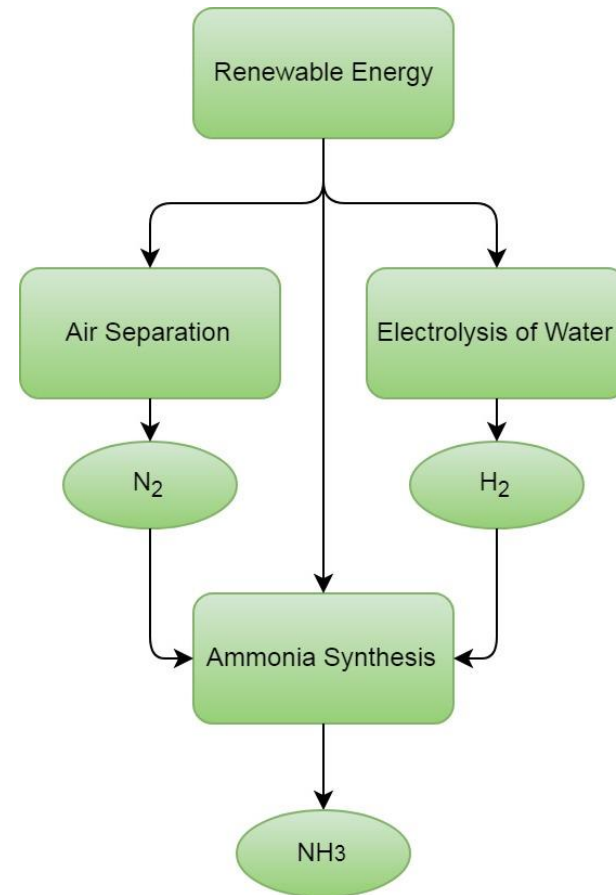 Renewable Energy
Air Separation
Electrolysis of Water
N₂
H₂
Ammonia Synthesis
NH3